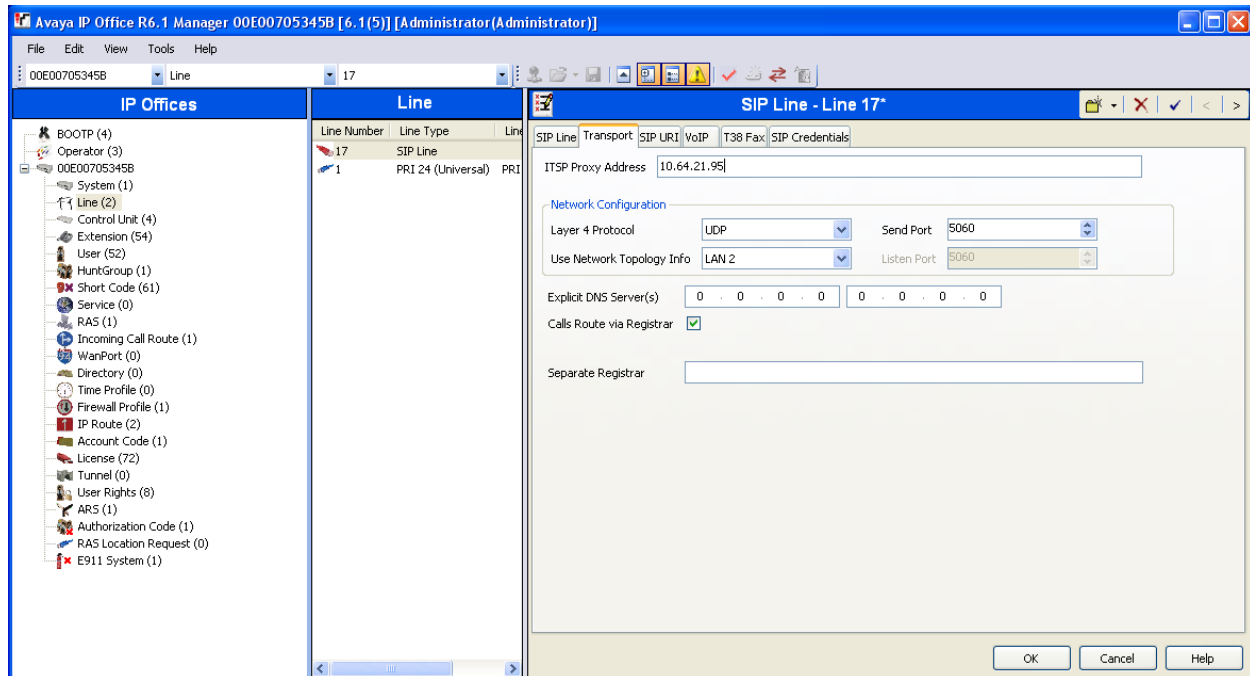 Avaya IP Office R6.1 Manager 00E00705345B [6.1(5)] [Administrator(Administrator)]
File Edit View Tools Help
00E00705345B Line 17
IP Offices
BOOTP (4)
Operator (3)
00E00705345B
System (1)
Line (2)
Control Unit (4)
Extension (54)
User (52)
HuntGroup (1)
Short Code (61)
Service (0)
RAS (1)
Incoming Call Route (1)
WanPort (0)
Directory (0)
Time Profile (0)
Firewall Profile (1)
IP Route (2)
Account Code (1)
License (72)
Tunnel (0)
User Rights (8)
ARS (1)
Authorization Code (1)
RAS Location Request (0)
E911 System (1)
Line
Line Number Line Type Line
17 SIP Line
1 PRI 24 (Universal) PRI
SIP Line - Line 17*
SIP Line Transport SIP URI VoIP T38 Fax SIP Credentials
ITSP Proxy Address 10.64.21.95
Network Configuration
Layer 4 Protocol UDP Send Port 5060
Use Network Topology Info LAN 2 Listen Port 5060
Explicit DNS Server(s) 0 . 0 . 0 . 0 0 . 0 . 0 . 0
Calls Route via Registrar
Separate Registrar
OK Cancel Help